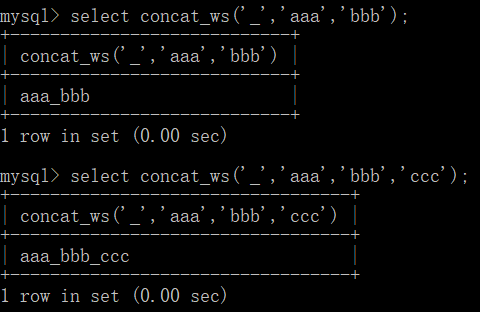 mysql> select concat_ws('_','aaa','bbb');
+----------------------------+
| concat_ws('_','aaa','bbb') |
+----------------------------+
| aaa_bbb                    |
+----------------------------+
1 row in set (0.00 sec)

mysql> select concat_ws('_','aaa','bbb','ccc');
+----------------------------------+
| concat_ws('_','aaa','bbb','ccc') |
+----------------------------------+
| aaa_bbb_ccc                      |
+----------------------------------+
1 row in set (0.00 sec)